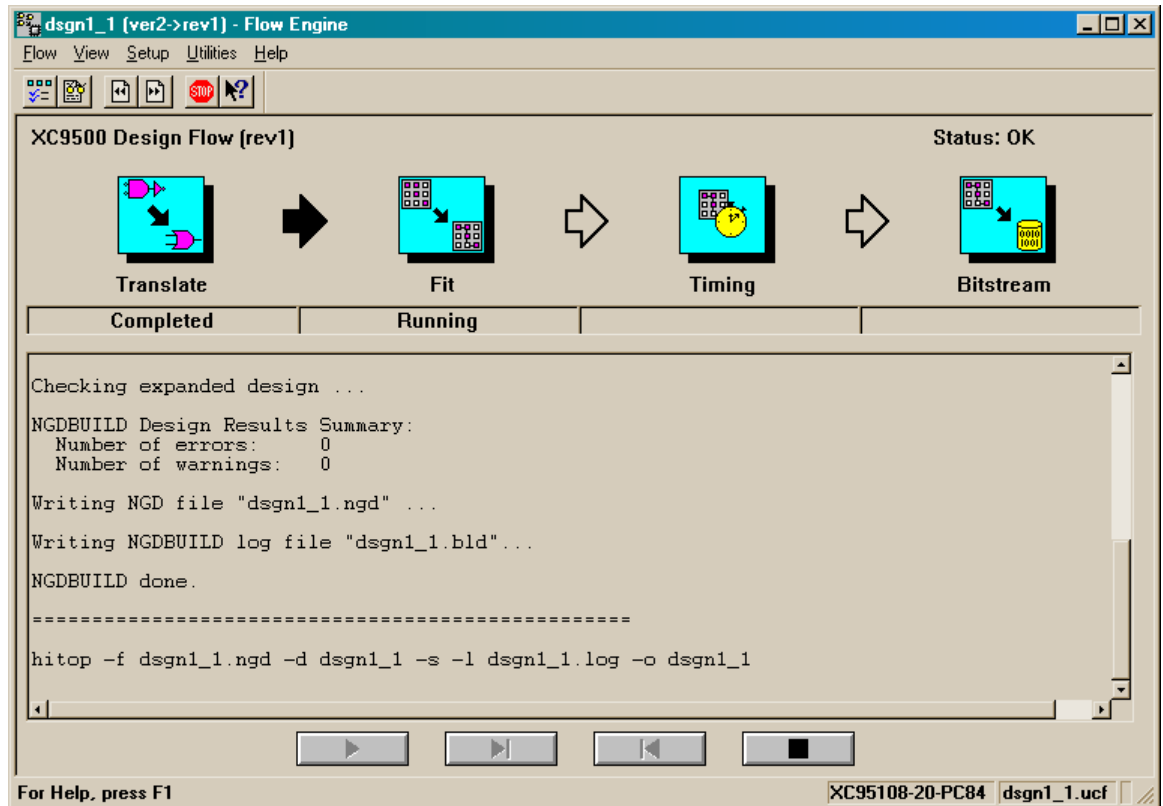 dsgn1_1 (ver2->rev1) - Flow Engine
Flow View Setup Utilities Help
STOP
XC9500 Design Flow (rev1)
Status: OK
0010
1001
Translate
Fit
Timing
Bitstream
Completed
Running
Checking expanded design ...
NGDBUILD Design Results Summary:
Number of errors: 0
Number of warnings: 0
Writing NGD file "dsgn1_1.ngd" ...
Writing NGDBUILD log file "dsgn1_1.bld"...
NGDBUILD done.
==================================================
hitop -f dsgn1_1.ngd -d dsgn1_1 -s -l dsgn1_1.log -o dsgn1_1
For Help, press F1
XC95108-20-PC84
dsgn1_1.ucf